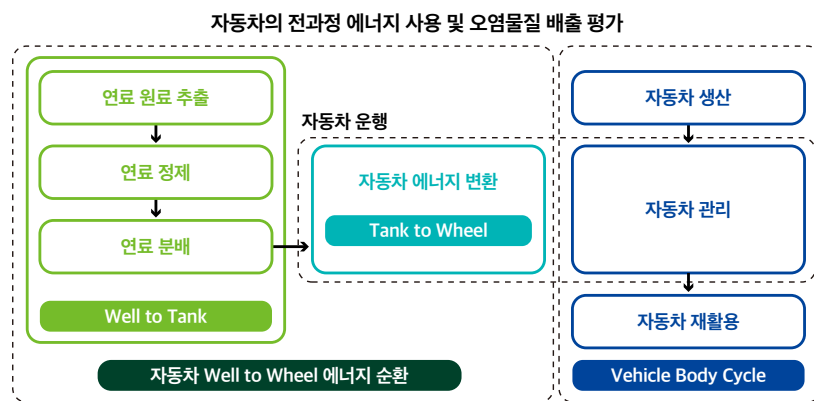 자동차의 전과정 에너지 사용 및 오염물질 배출 평가
연료 원료 추출
연료 정제
연료 분배
Well to Tank
자동차 운행
자동차 에너지 변환
Tank to Wheel
자동차 Well to Wheel 에너지 순환
자동차 생산
자동차 관리
자동차 재활용
Vehicle Body Cycle